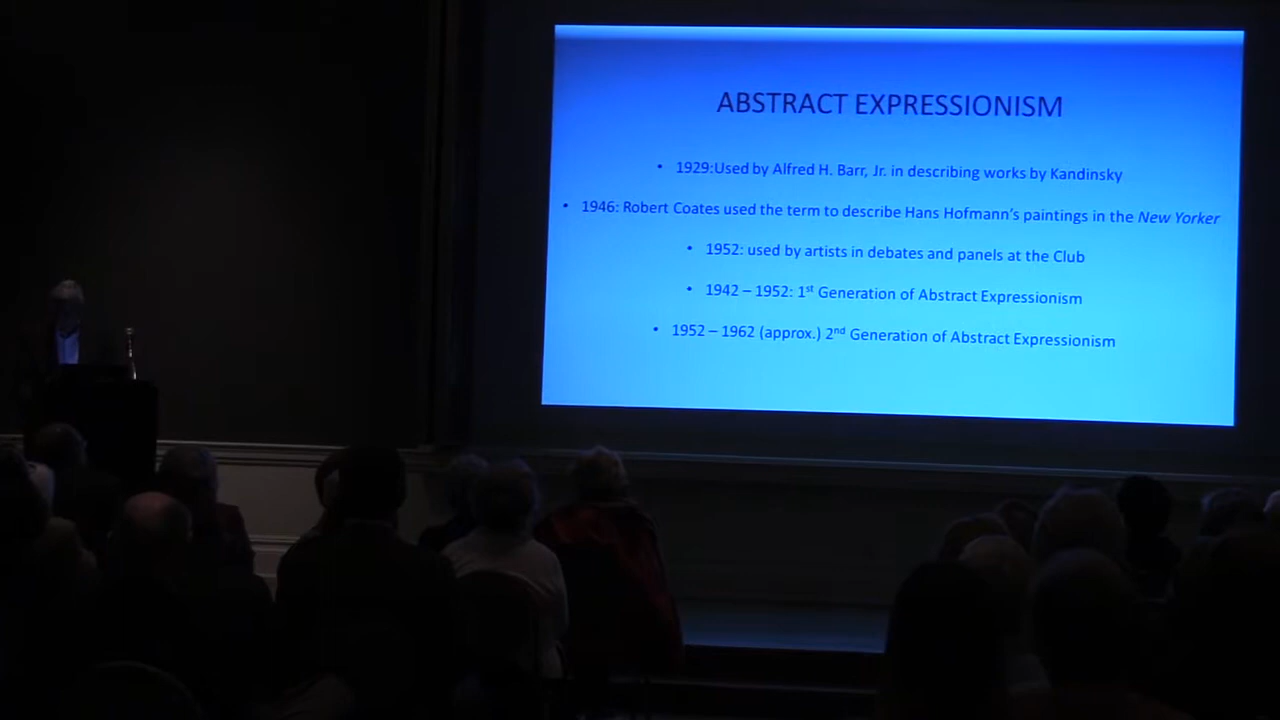 ABSTRACT EXPRESSIONISM
• 1929:Used by Alfred H. Barr, Jr. in describing works by Kandinsky
• 1946: Robert Coates used the term to describe Hans Hofmann's paintings in the New Yorker
• 1952: used by artists in debates and panels at the Club
• 1942 – 1952: 1st Generation of Abstract Expressionism
• 1952 – 1962 (approx.) 2nd Generation of Abstract Expressionism